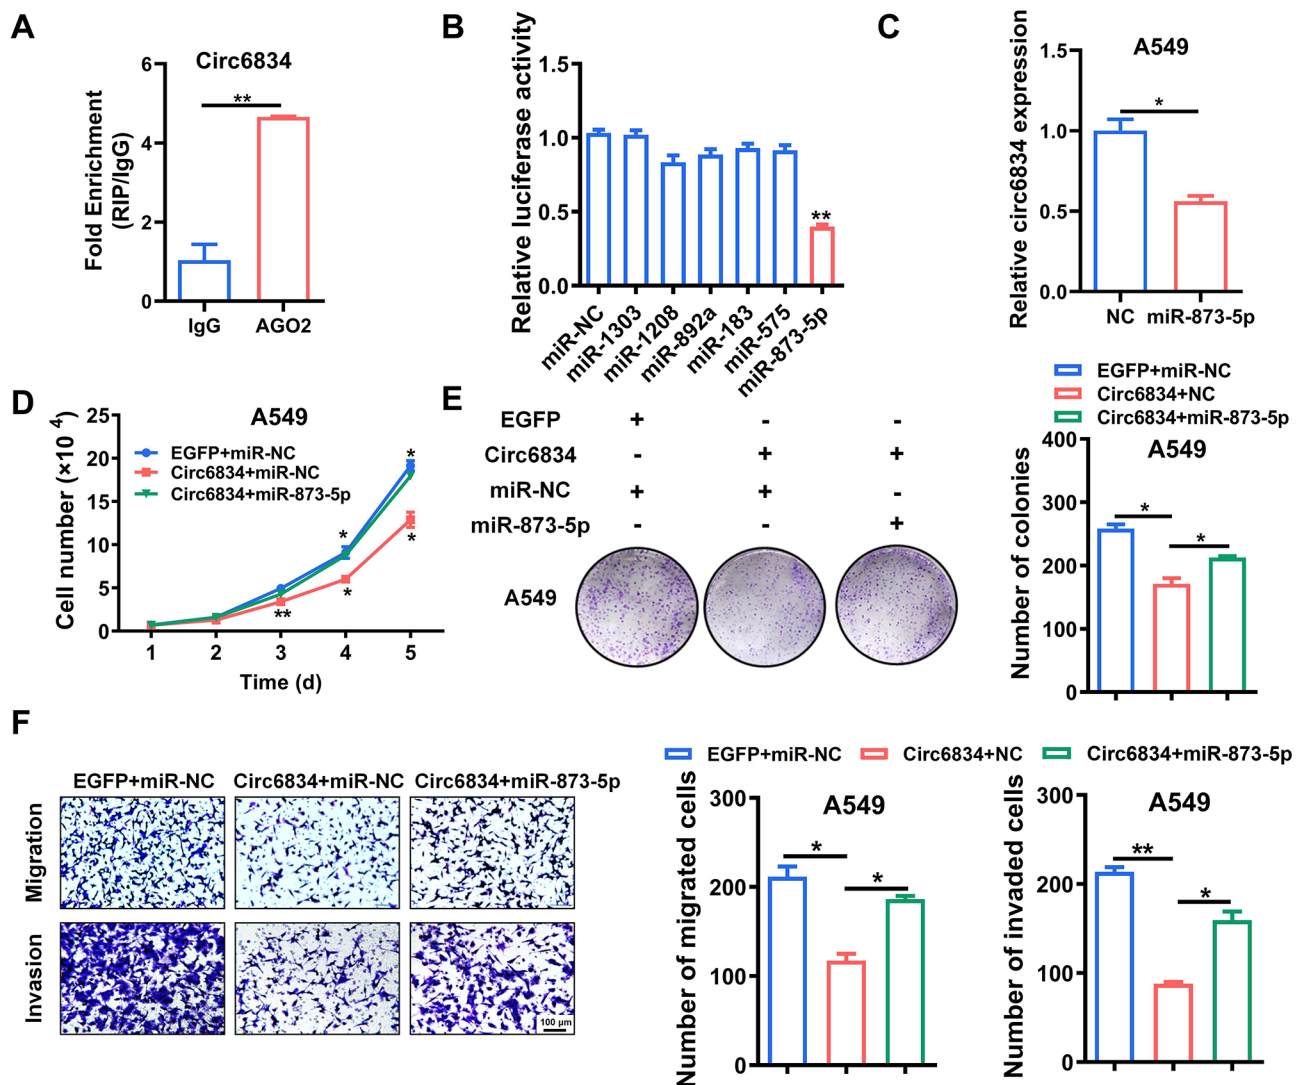 A
Circ6834
Fold Enrichment
(RIP/IgG)
6
4
2
0
**
IgG
AGO2
B
Relative luciferase activity
1.5
1.0
0.5
0.0
**
miR-NC
miR-1303
miR-1208
miR-892a
miR-183
miR-575
miR-873-5p
C
A549
Relative circ6834 expression
1.5
1.0
0.5
0.0
*
NC
miR-873-5p
D
A549
Cell number (×10 4)
25
20
15
10
5
0
EGFP+miR-NC
Circ6834+miR-NC
Circ6834+miR-873-5p
**
*
*
*
*
1 2 3 4 5
Time (d)
E
EGFP + - -
Circ6834 - + +
miR-NC + + -
miR-873-5p - - +
A549
EGFP+miR-NC
Circ6834+NC
Circ6834+miR-873-5p
A549
Number of colonies
400
300
200
100
0
*
*
F
EGFP+miR-NC
Circ6834+miR-NC
Circ6834+miR-873-5p
Migration
Invasion
100 μm
EGFP+miR-NC
Circ6834+NC
Circ6834+miR-873-5p
A549
Number of migrated cells
300
200
100
0
*
*
A549
Number of invaded cells
300
200
100
0
**
*